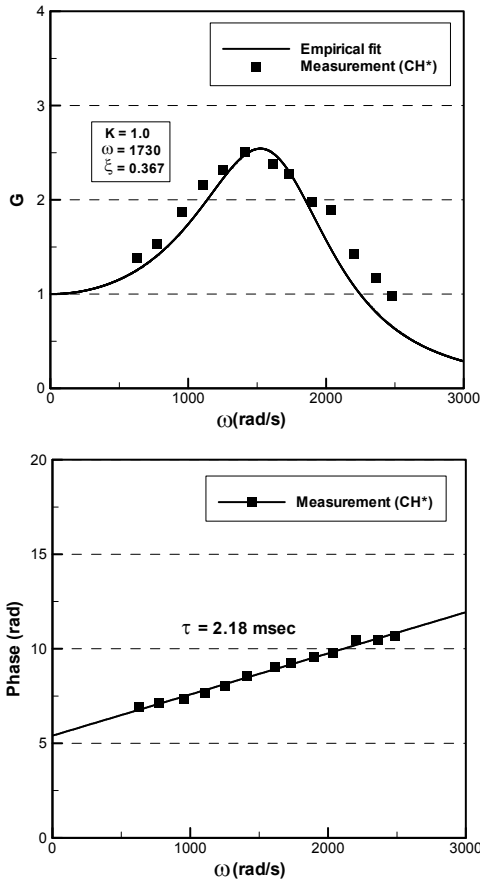 4
Empirical fit
Measurement (CH*)
3
K = 1.0
ω = 1730
ξ = 0.367
G
2
1
0
1000
2000
3000
ω(rad/s)
20
Measurement (CH*)
15
τ = 2.18 msec
Phase (rad)
10
5
0
0
1000
2000
3000
ω(rad/s)